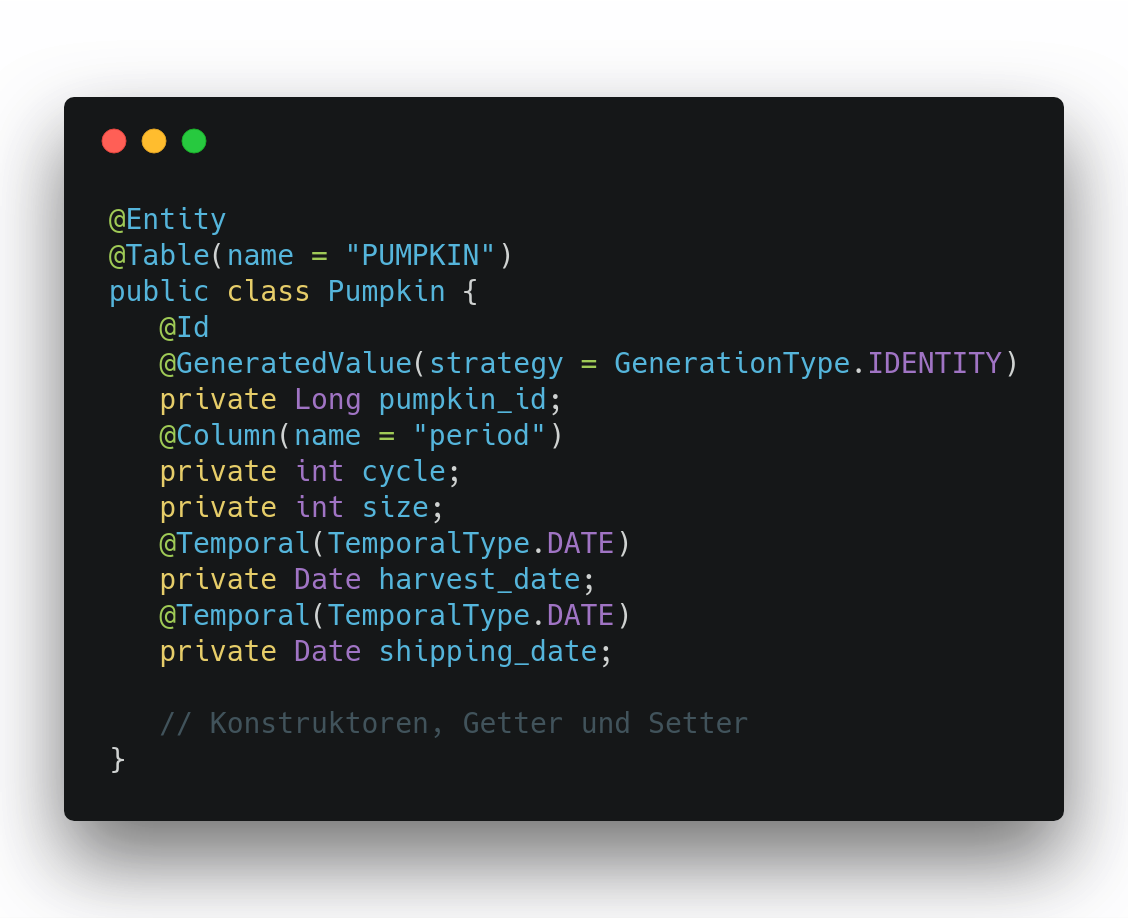 @Entity
@Table(name = "PUMPKIN")
public class Pumpkin {
   @Id
   @GeneratedValue(strategy = GenerationType.IDENTITY)
   private Long pumpkin_id;
   @Column(name = "period")
   private int cycle;
   private int size;
   @Temporal(TemporalType.DATE)
   private Date harvest_date;
   @Temporal(TemporalType.DATE)
   private Date shipping_date;

   // Konstruktoren, Getter und Setter
}